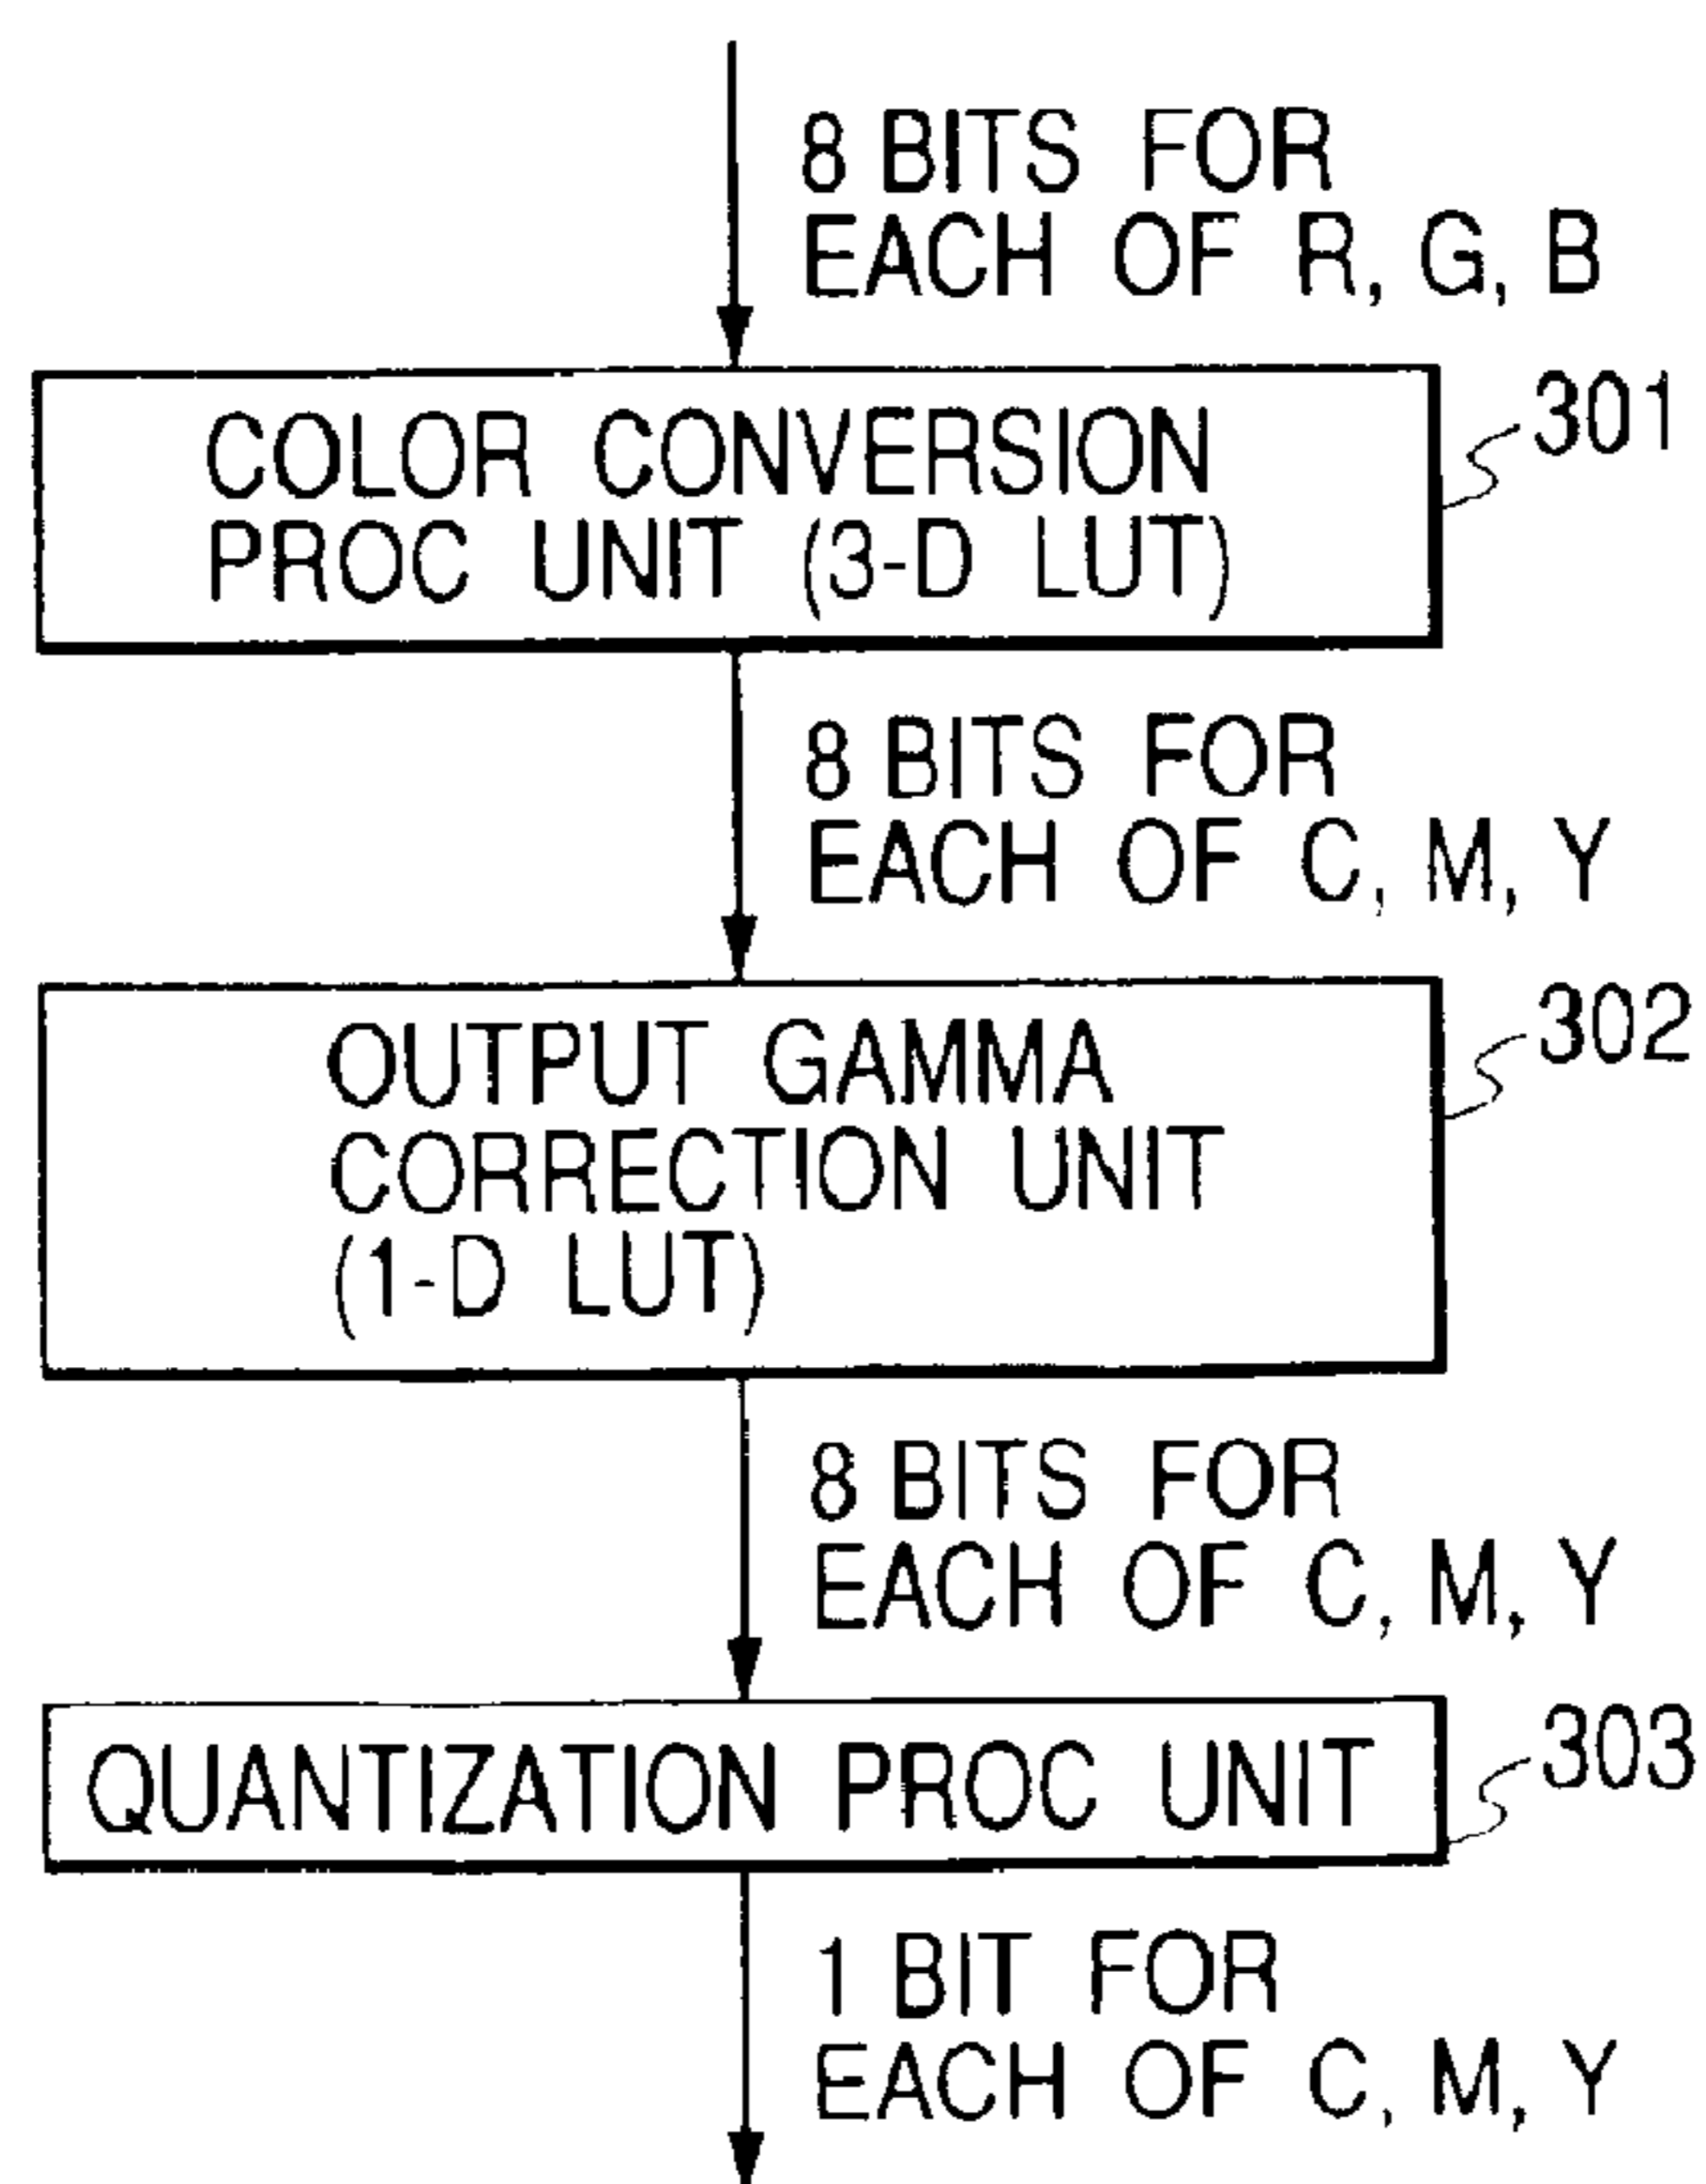 8 BITS FOR
EACH OF R, G, B
COLOR CONVERSION
PROC UNIT (3-D LUT)
301
8 BITS FOR
EACH OF C, M, Y
OUTPUT GAMMA
CORRECTION UNIT
(1-D LUT)
302
8 BITS FOR
EACH OF C, M, Y
QUANTIZATION PROC UNIT
303
1 BIT FOR
EACH OF C, M, Y